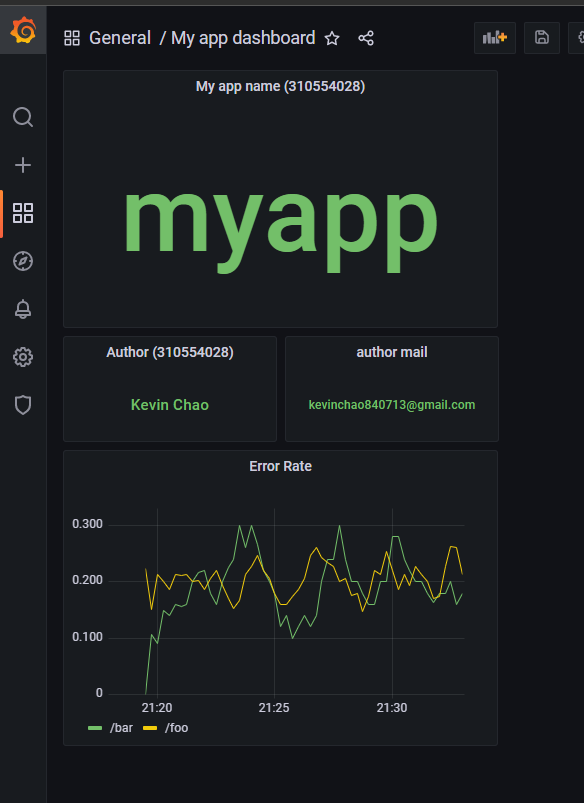 General / My app dashboard
My app name (310554028)
myapp
Author (310554028)
Kevin Chao
author mail
kevinchao840713@gmail.com
Error Rate
0.300
0.200
0.100
0
21:20 21:25 21:30
/bar /foo